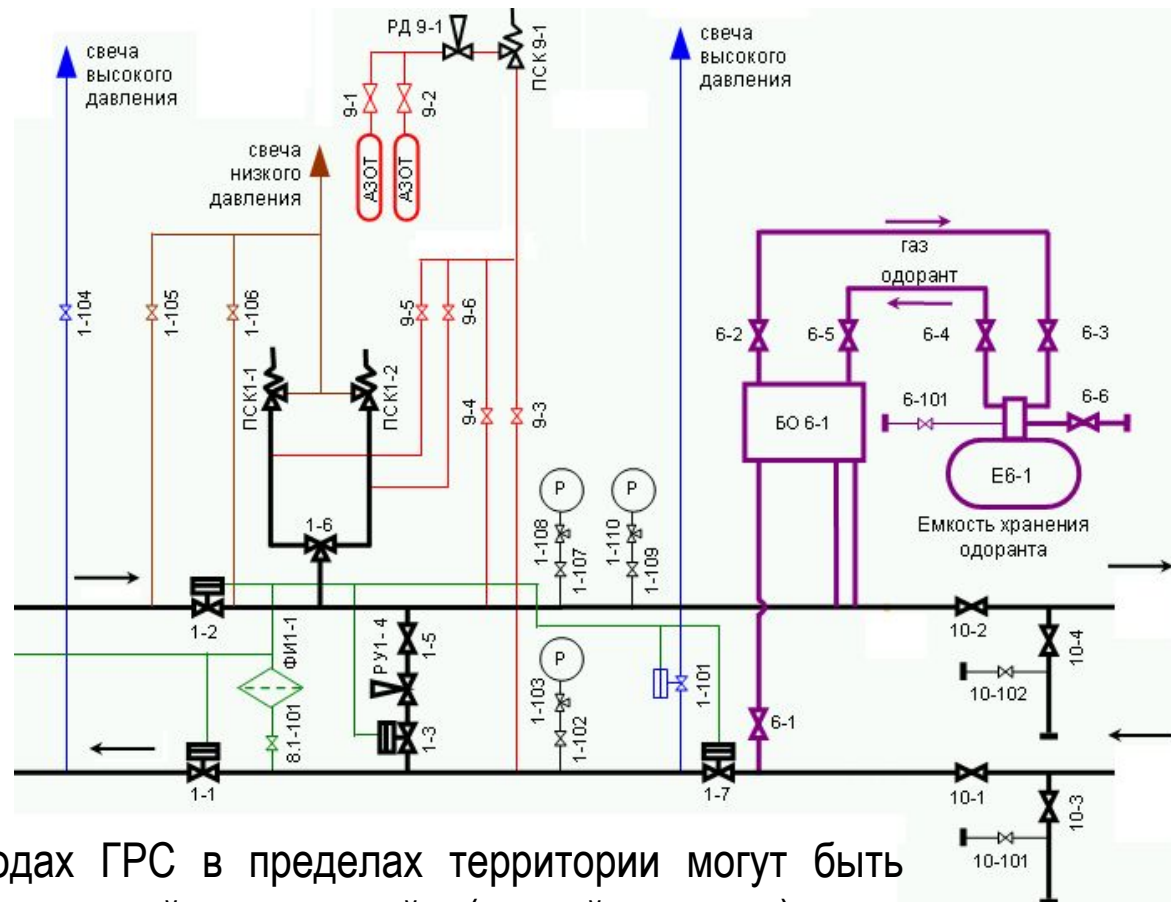 свеча
высокого
давления
РД 9-1
ПСК9-1
свеча
высокого
давления
9-1
9-2
АЗОТ
АЗОТ
свеча
низкого
давления
газ
одорант
1-104
1-105
1-106
9-5
9-6
6-2
6-5
6-4
6-3
ПСК1-1
ПСК1-2
9-4
9-3
БО 6-1
6-101
6-6
Е6-1
Емкость хранения
одоранта
1-6
P
P
1-108
1-107
1-110
1-109
1-2
ФИ1-1
РУ1-4
1-5
P
1-103
1-102
1-101
10-2
10-4
10-102
8.1-101
1-3
6-1
1-1
1-7
10-1
10-3
10-101
одах ГРС в пределах территории могут быть